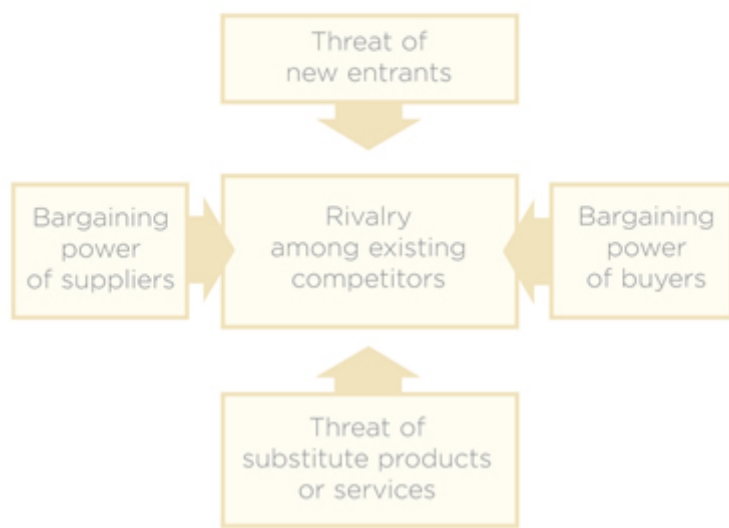 Threat of
new entrants
Bargaining
power
of suppliers
Rivalry
among existing
competitors
Bargaining
power
of buyers
Threat of
substitute products
or services